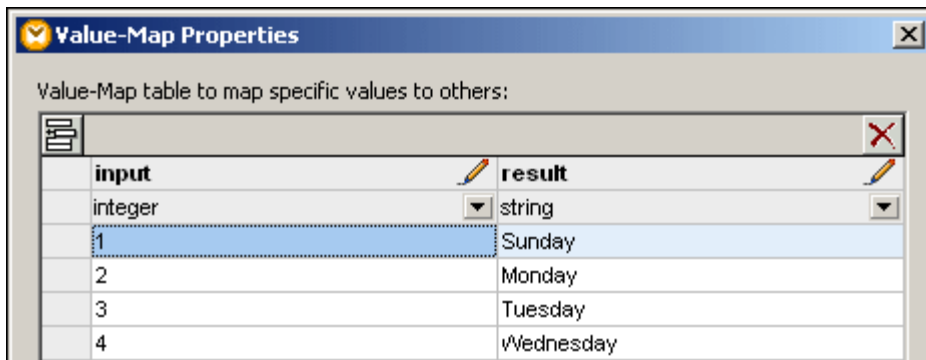 Value-Map Properties
Value-Map table to map specific values to others:
input result
integer string
1 Sunday
2 Monday
3 Tuesday
4 Wednesday